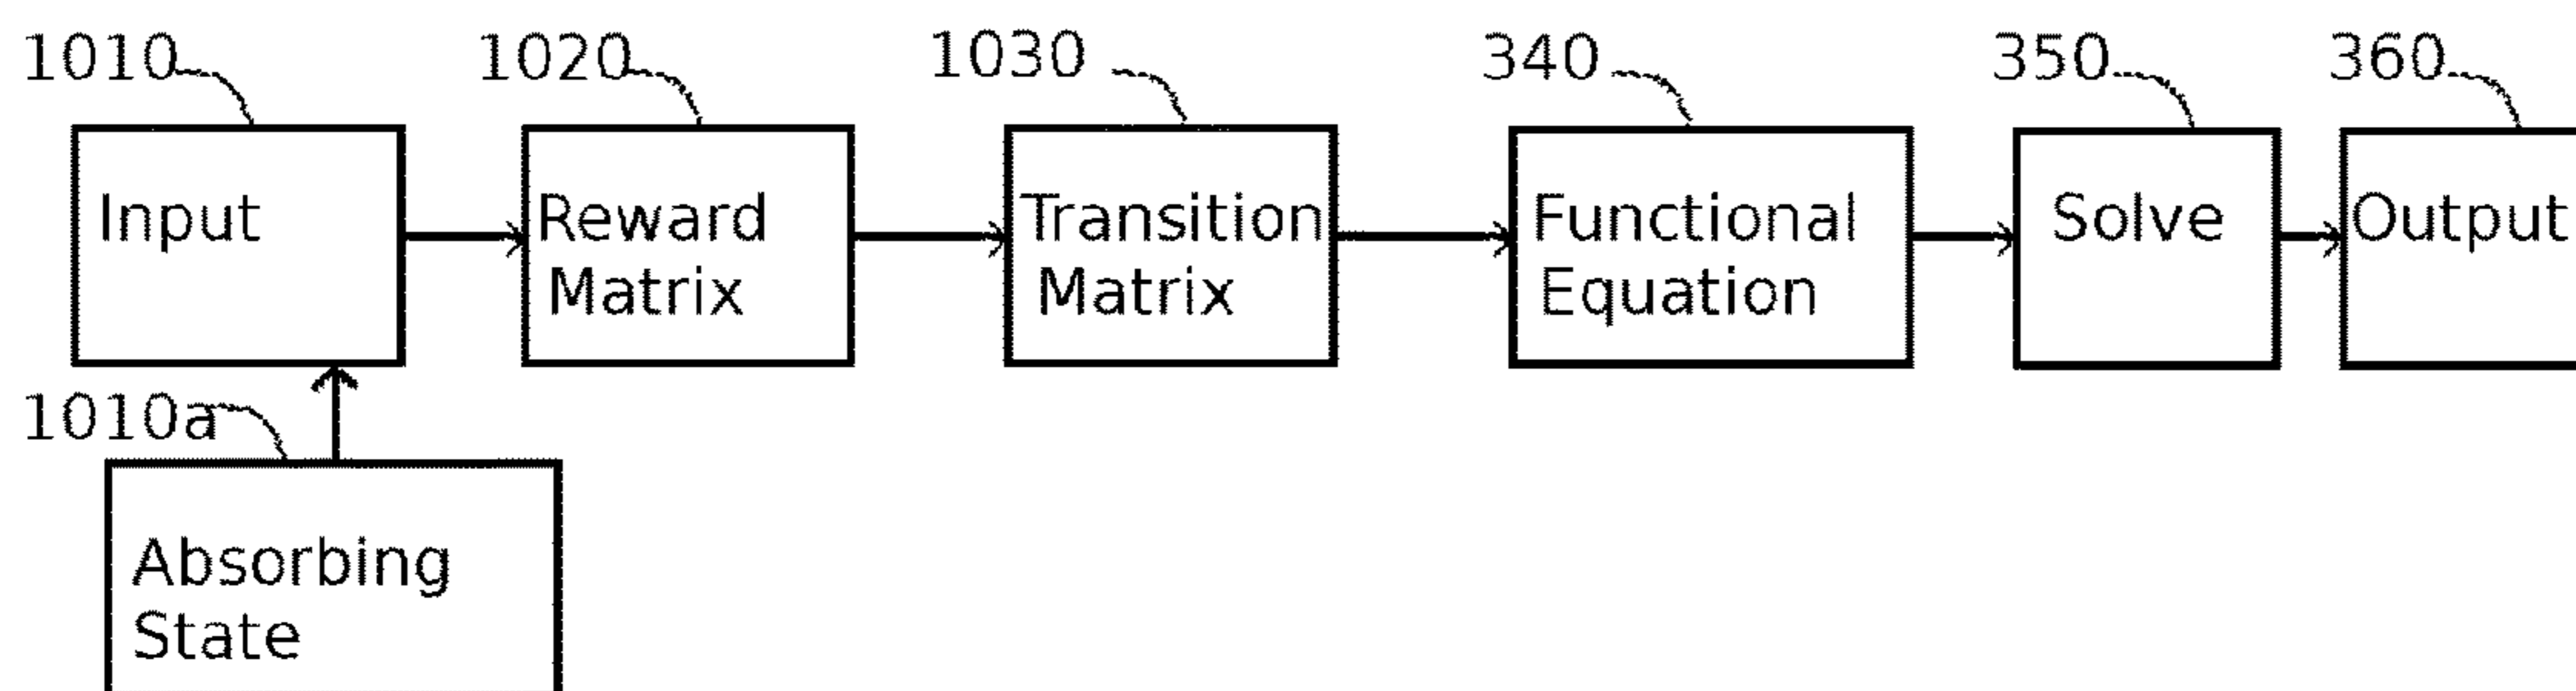 1010 1020 1030 340 350 360
Input Reward Transition Functional Solve Output
Matrix Matrix Equation
1010a
Absorbing
State